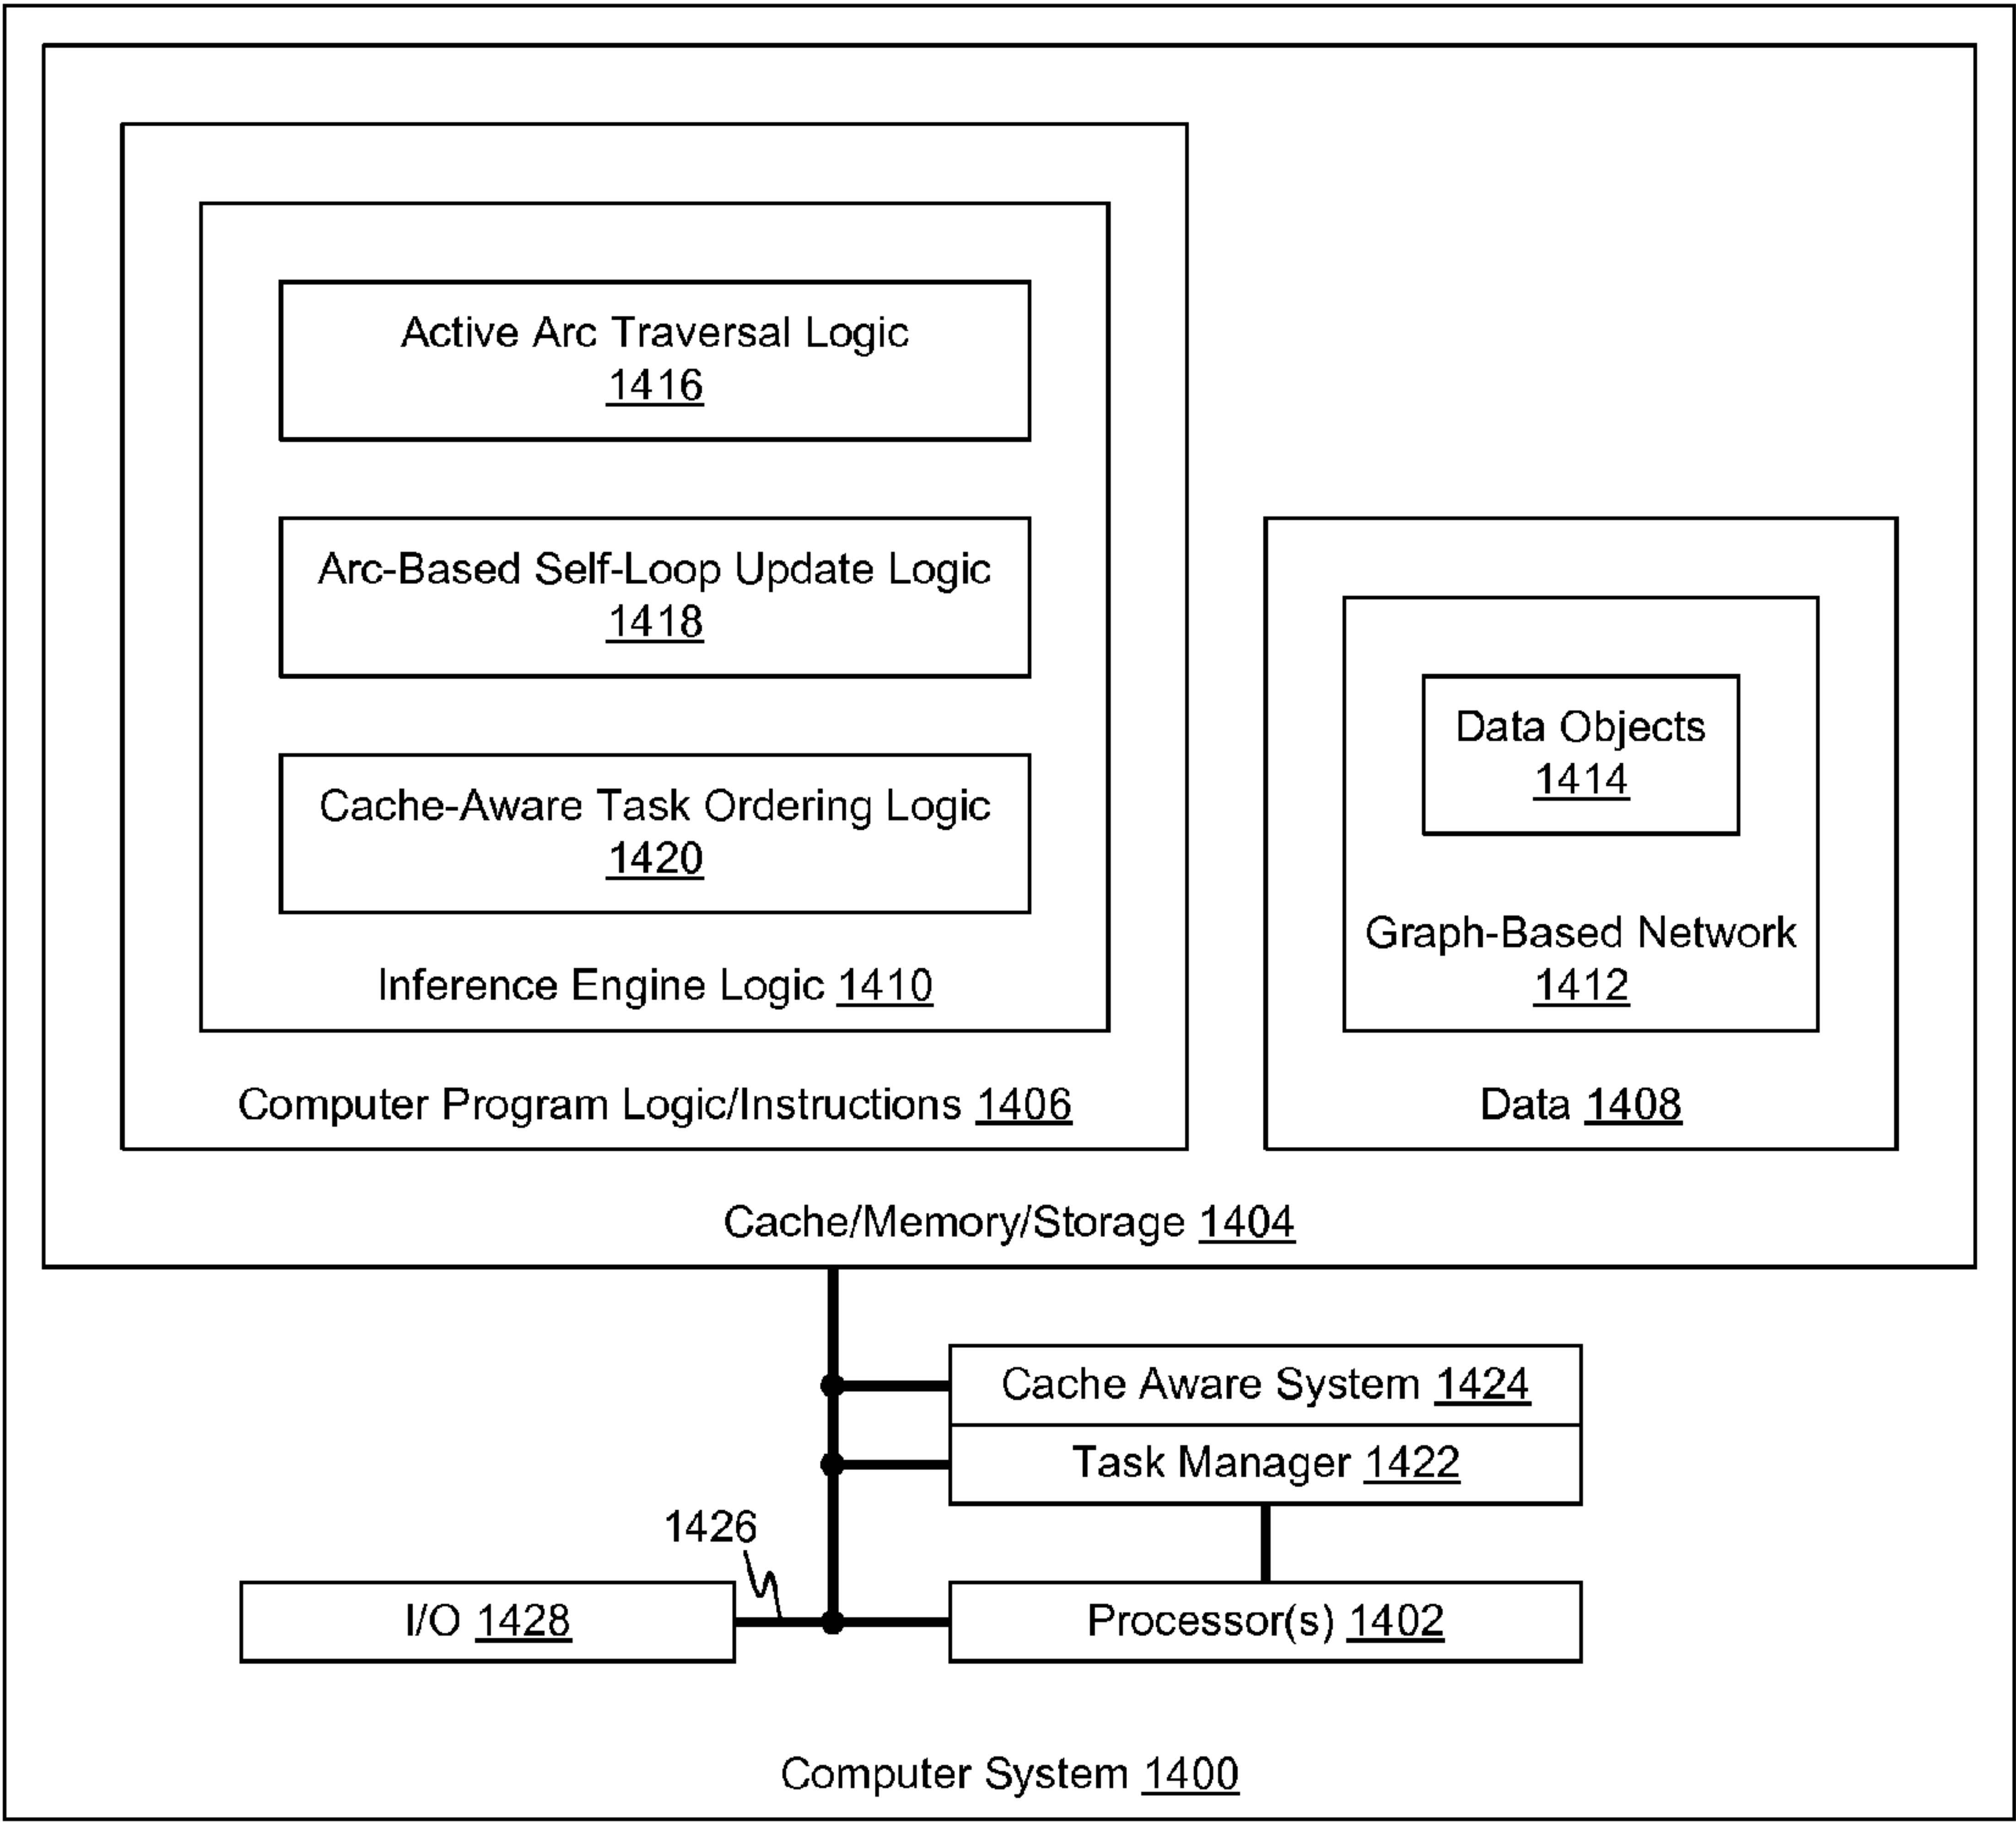 Active Arc Traversal Logic
1416
Arc-Based Self-Loop Update Logic
1418
Cache-Aware Task Ordering Logic
1420
Inference Engine Logic 1410
Computer Program Logic/Instructions 1406
Data Objects
1414
Graph-Based Network
1412
Data 1408
Cache/Memory/Storage 1404
Cache Aware System 1424
Task Manager 1422
1426
I/O 1428
Processor(s) 1402
Computer System 1400